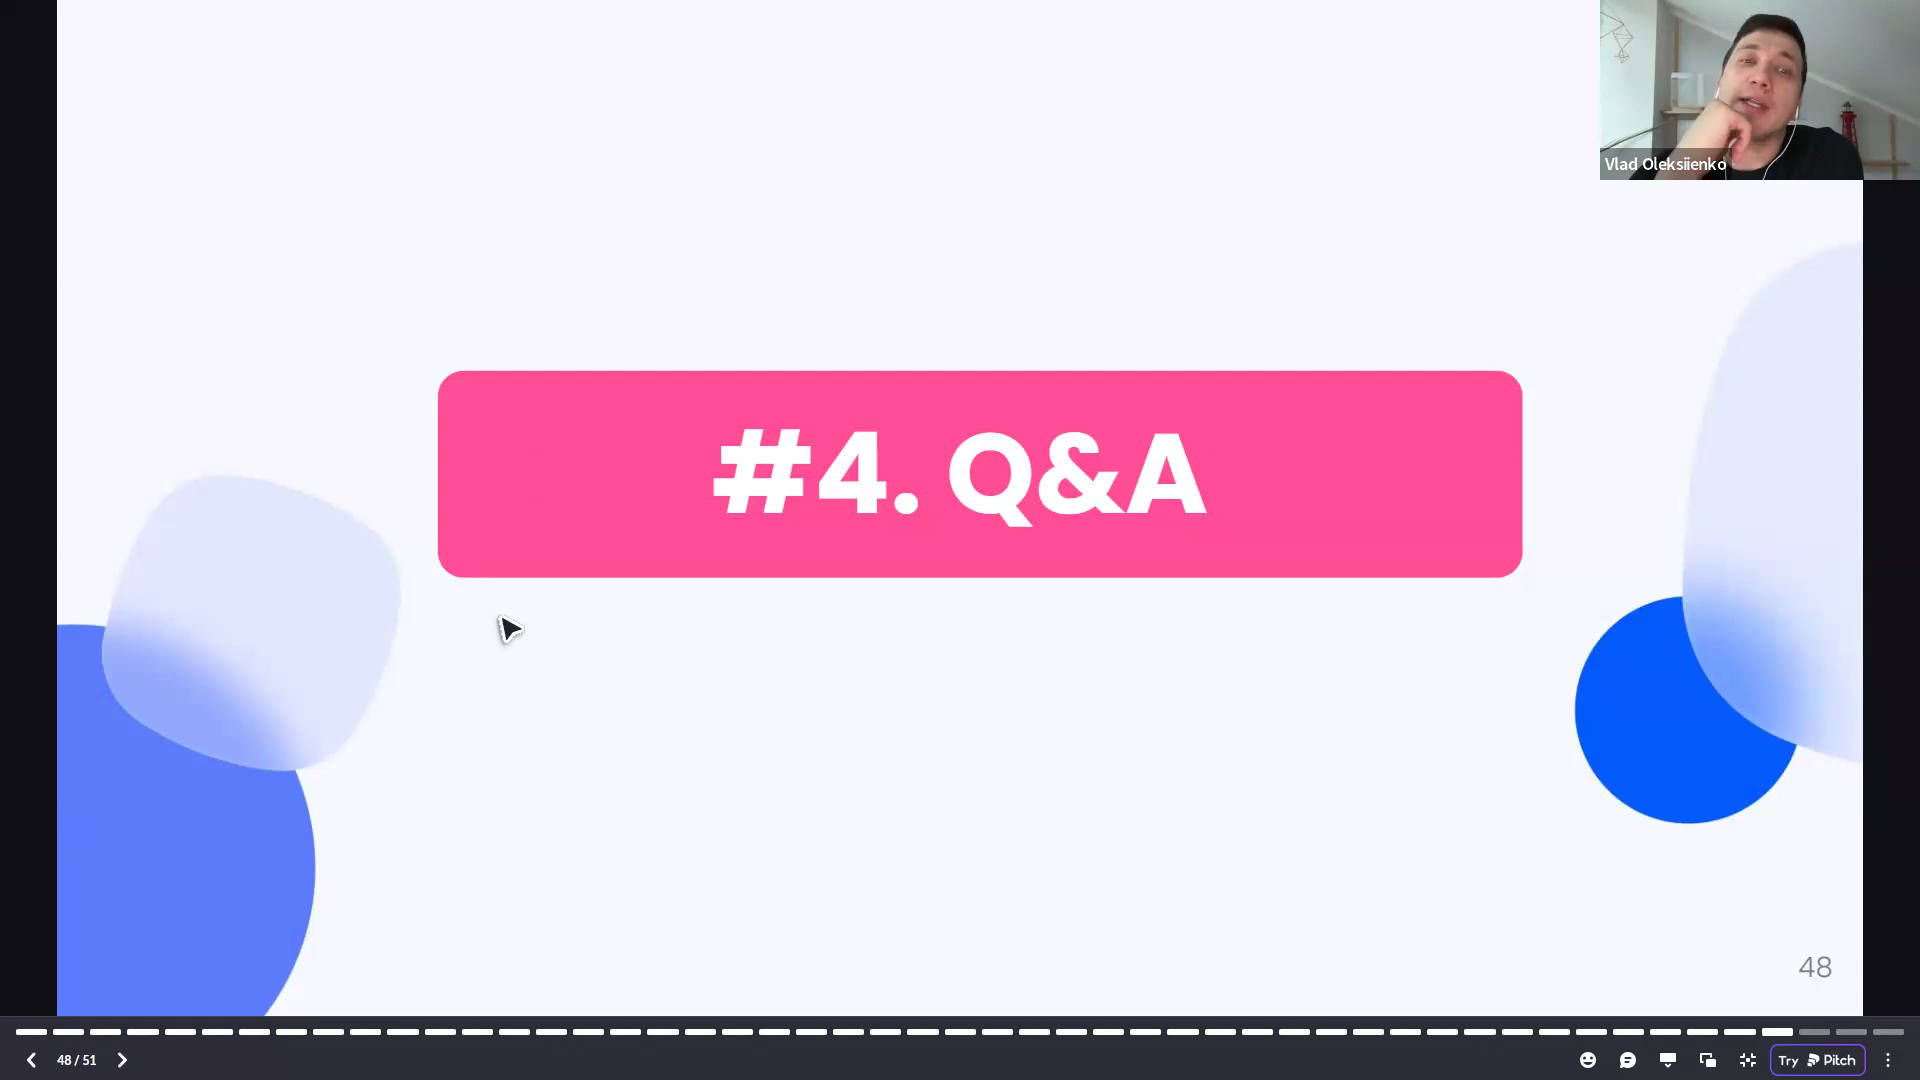 Vlad Oleksiienko
#4. Q&A
48
48 / 51
Try Pitch